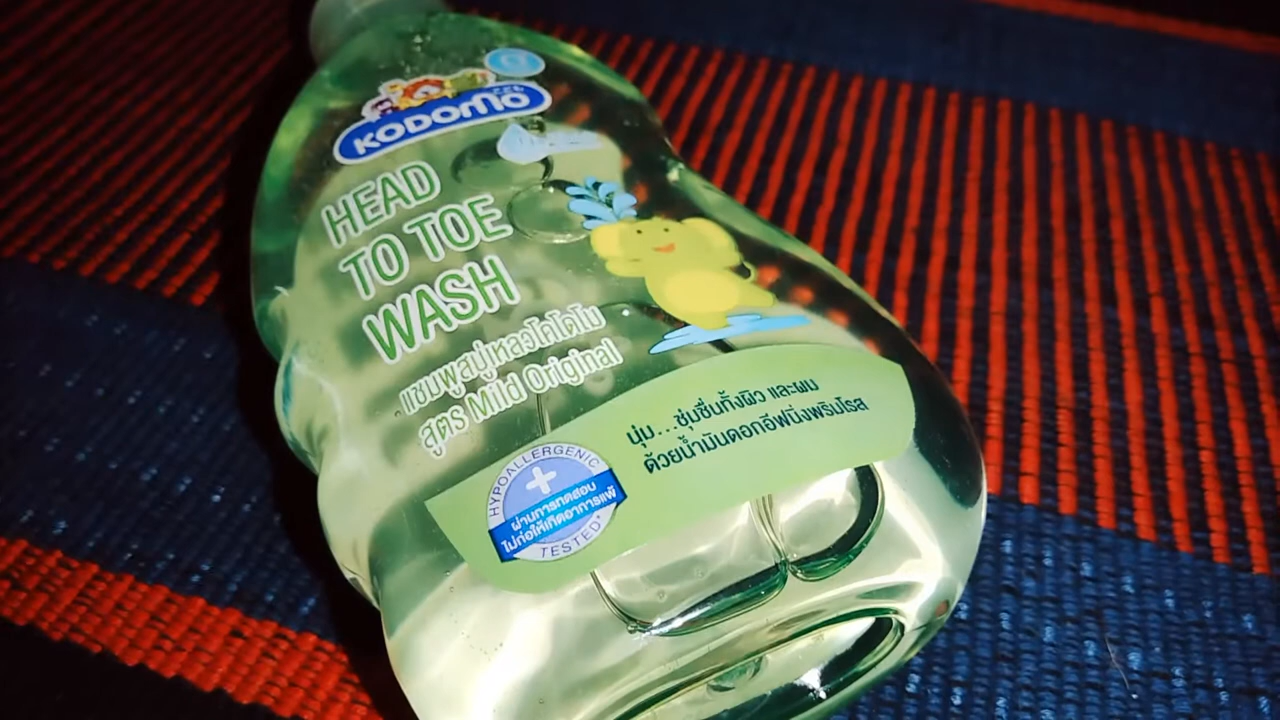 KODOMO
HEAD
TO TOE
WASH
แชมพูสบู่เหลวโคโดโม
สูตร Mild Original
นุ่ม...ชุ่มชื่นทั้งผิว และผม
ด้วยน้ำมันดอกอีฟนิ่งพริมโรส
HYPOALLERGENIC
ผ่านการทดสอบ
ไม่ก่อให้เกิดอาการแพ้
TESTED*